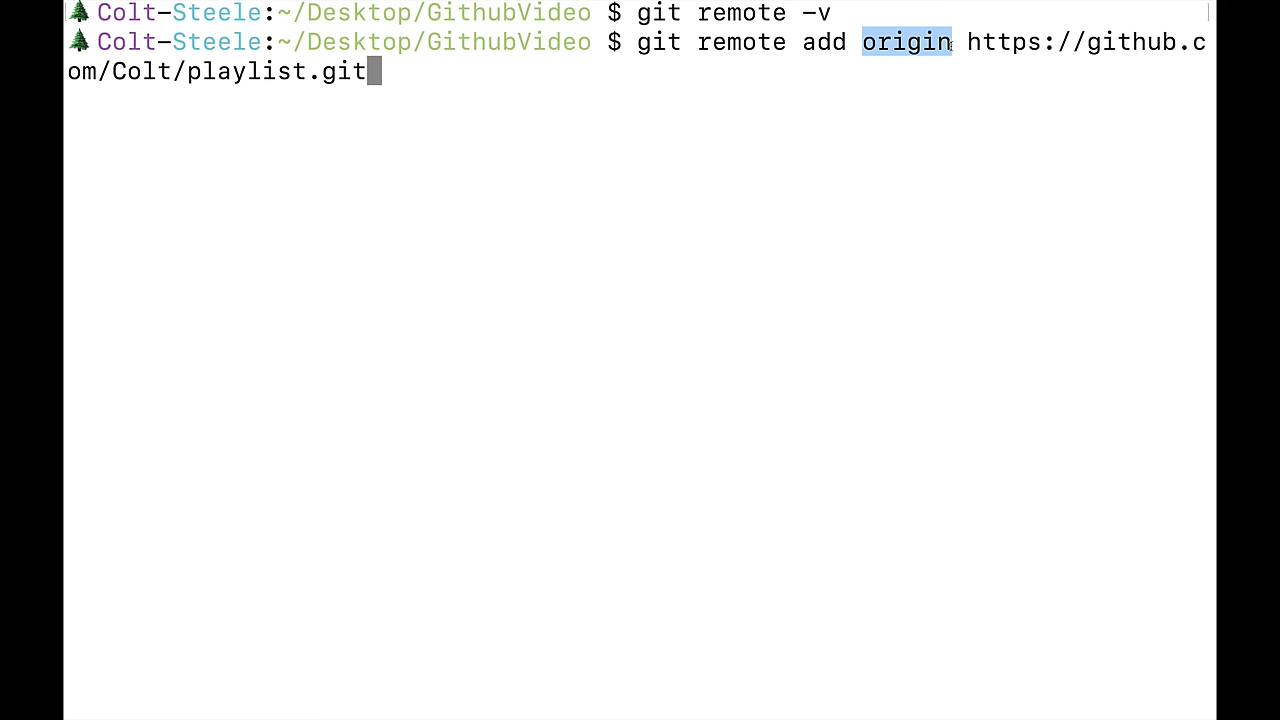 Colt-Steele:~/Desktop/GithubVideo $ git remote -v
Colt-Steele:~/Desktop/GithubVideo $ git remote add origin https://github.c
om/Colt/playlist.git